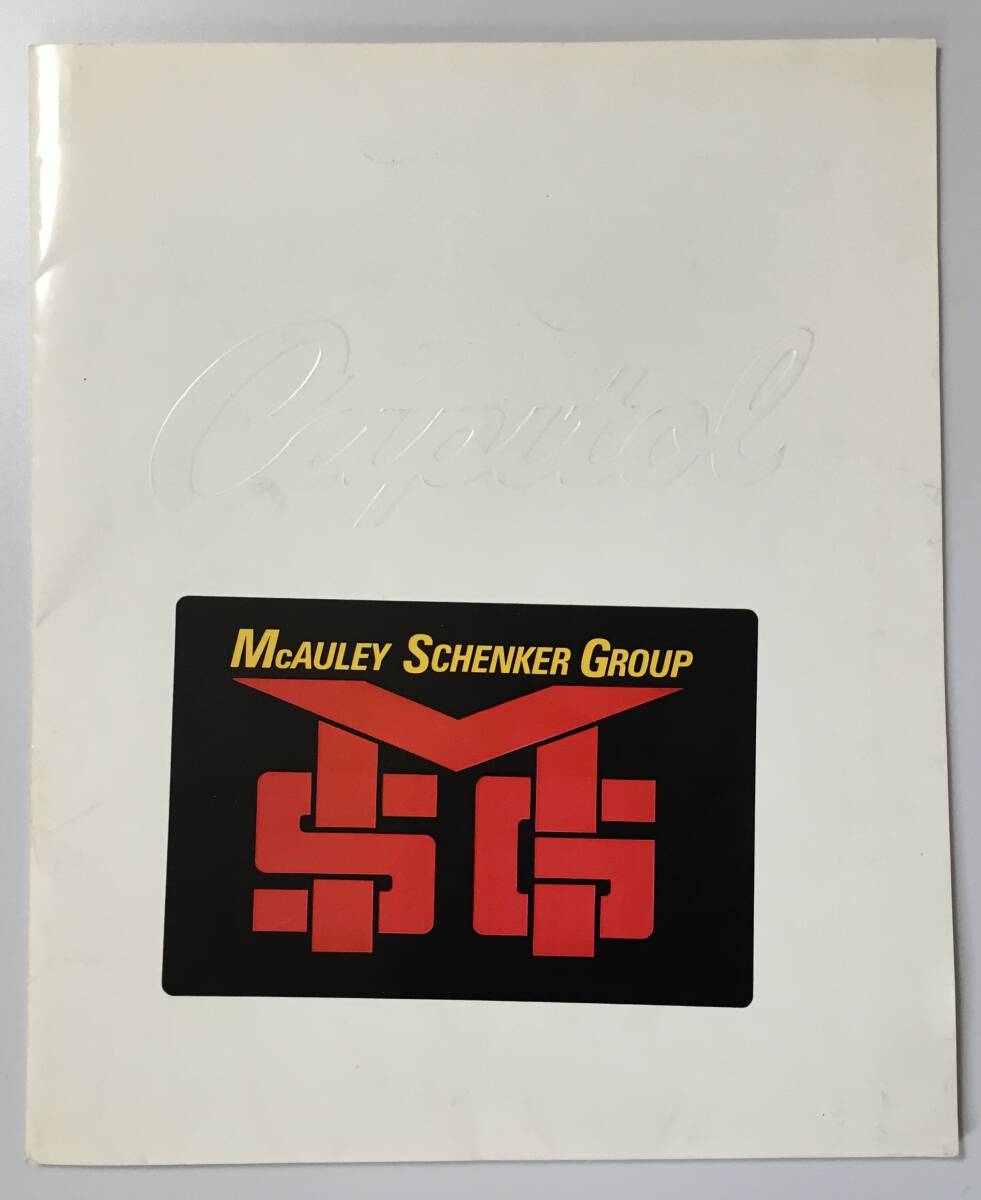 Capitol
McAULEY SCHENKER GROUP
MSG